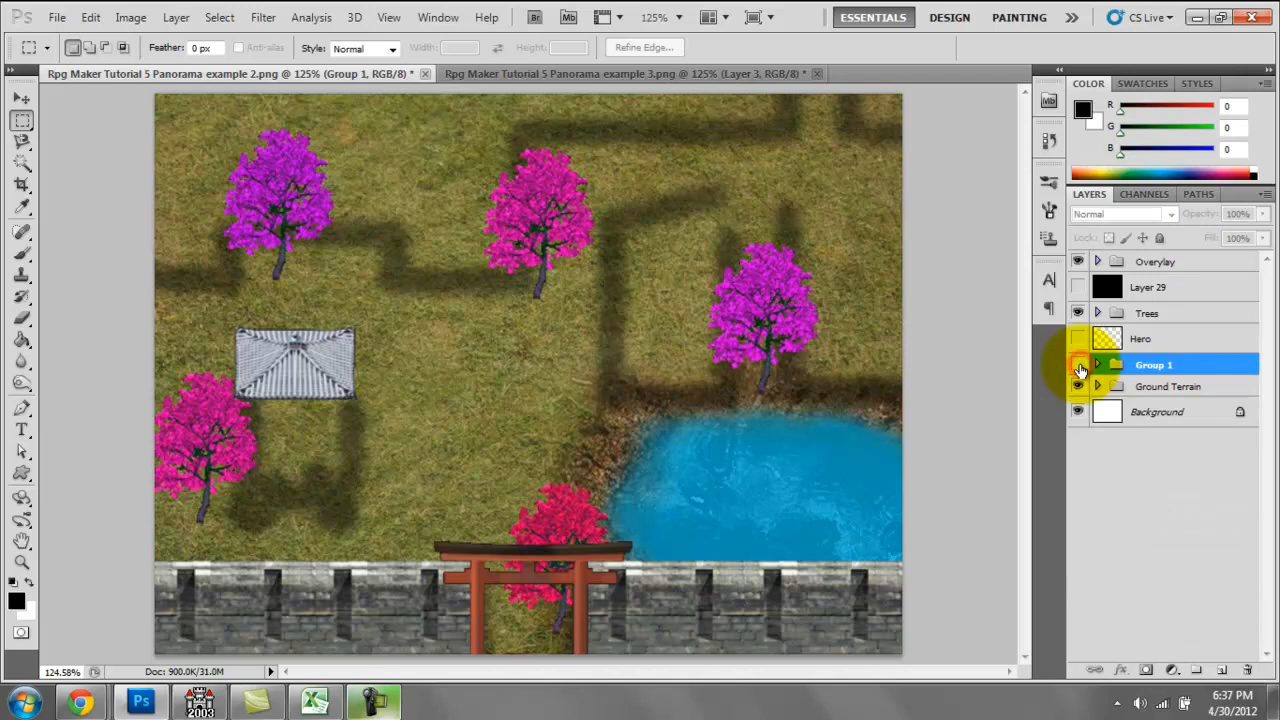 Ps File Edit Image Layer Select Filter Analysis 3D View Window Help Br Mb 125% ESSENTIALS DESIGN PAINTING CS Live
Feather: 0 px Anti-alias Style: Normal Width: Height: Refine Edge...
Rpg Maker Tutorial 5 Panorama example 2.png @ 125% (Group 1, RGB/8) * Rpg Maker Tutorial 5 Panorama example 3.png @ 125% (Layer 3, RGB/8) *
COLOR SWATCHES STYLES
Mb
R 0
G 0
B 0
LAYERS CHANNELS PATHS
Normal Opacity: 100%
Lock: Fill: 100%
Overylay
Layer 29
Trees
Hero
Group 1
Ground Terrain
Background
124.58% Doc: 900.0K/31.0M
Ps 2003
6:37 PM
4/30/2012